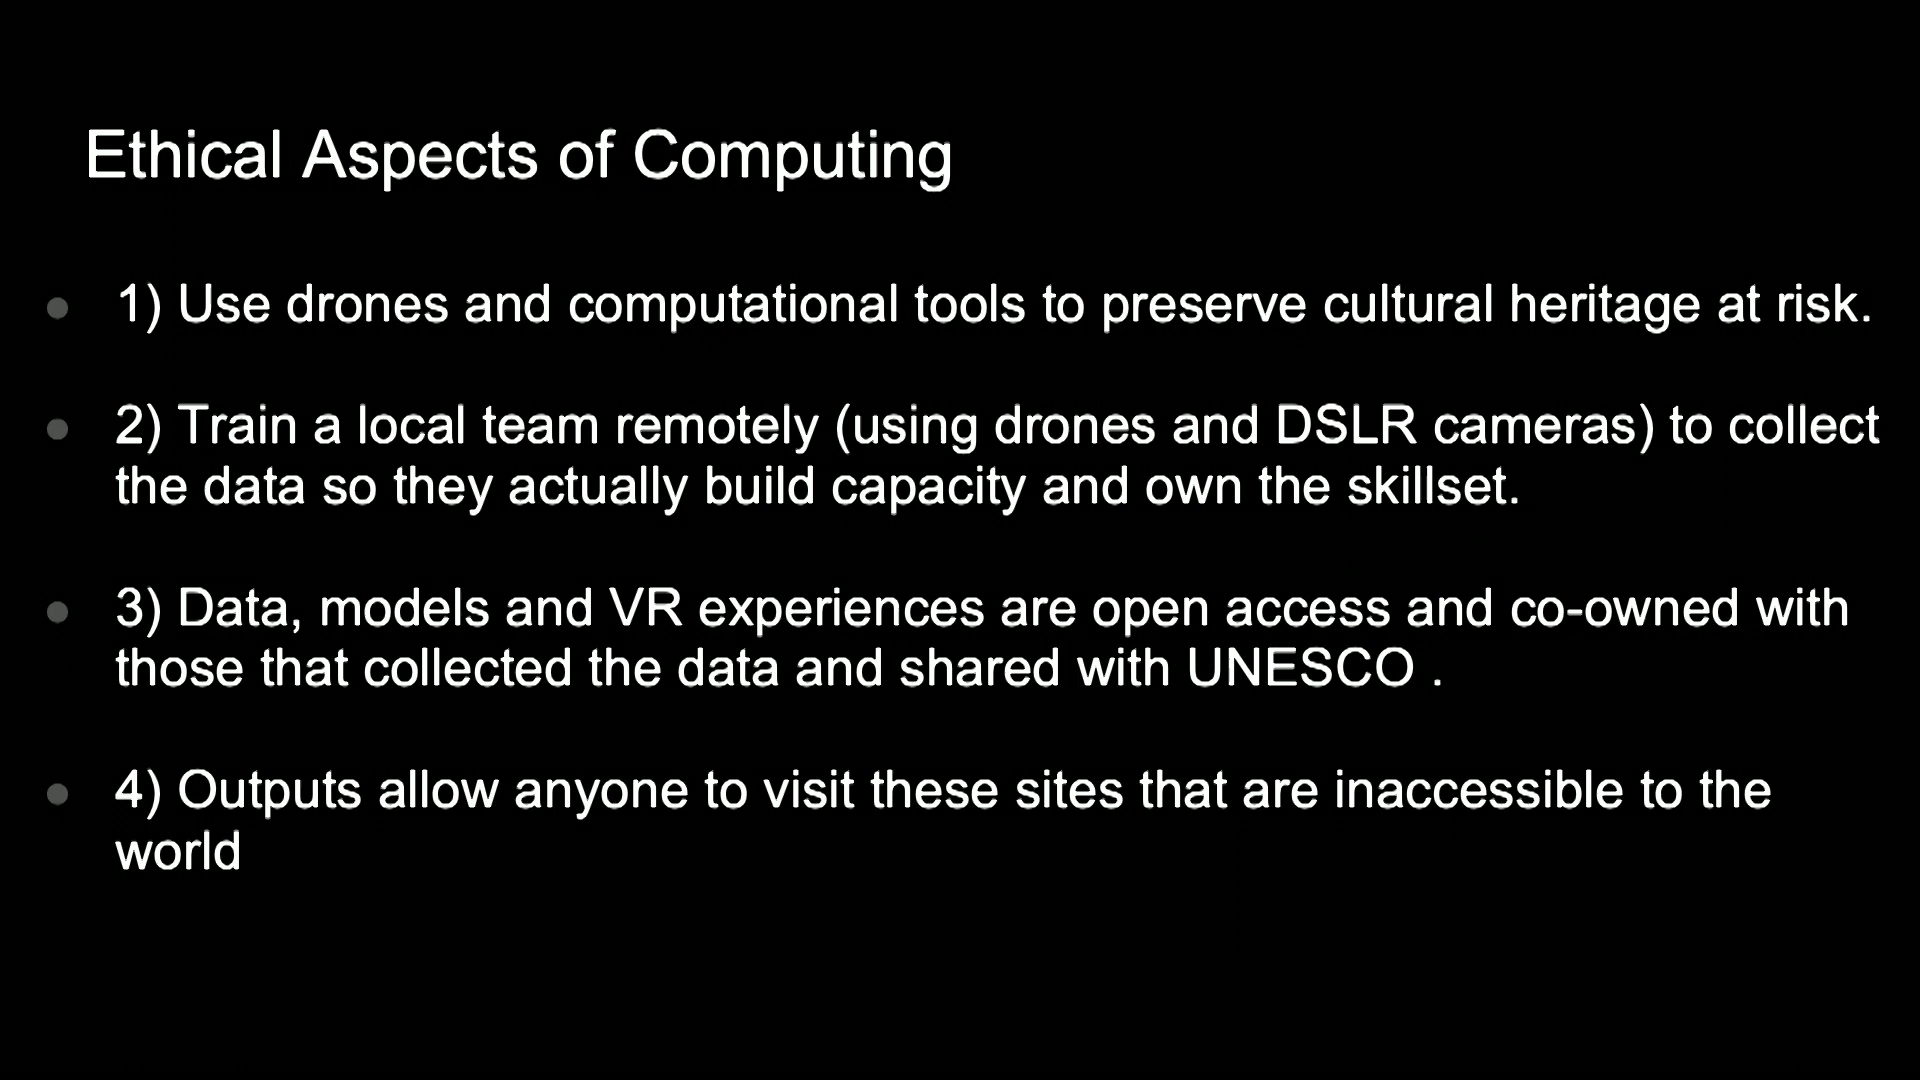 Ethical Aspects of Computing
● 1) Use drones and computational tools to preserve cultural heritage at risk.
● 2) Train a local team remotely (using drones and DSLR cameras) to collect
the data so they actually build capacity and own the skillset.
● 3) Data, models and VR experiences are open access and co-owned with
those that collected the data and shared with UNESCO .
● 4) Outputs allow anyone to visit these sites that are inaccessible to the
world